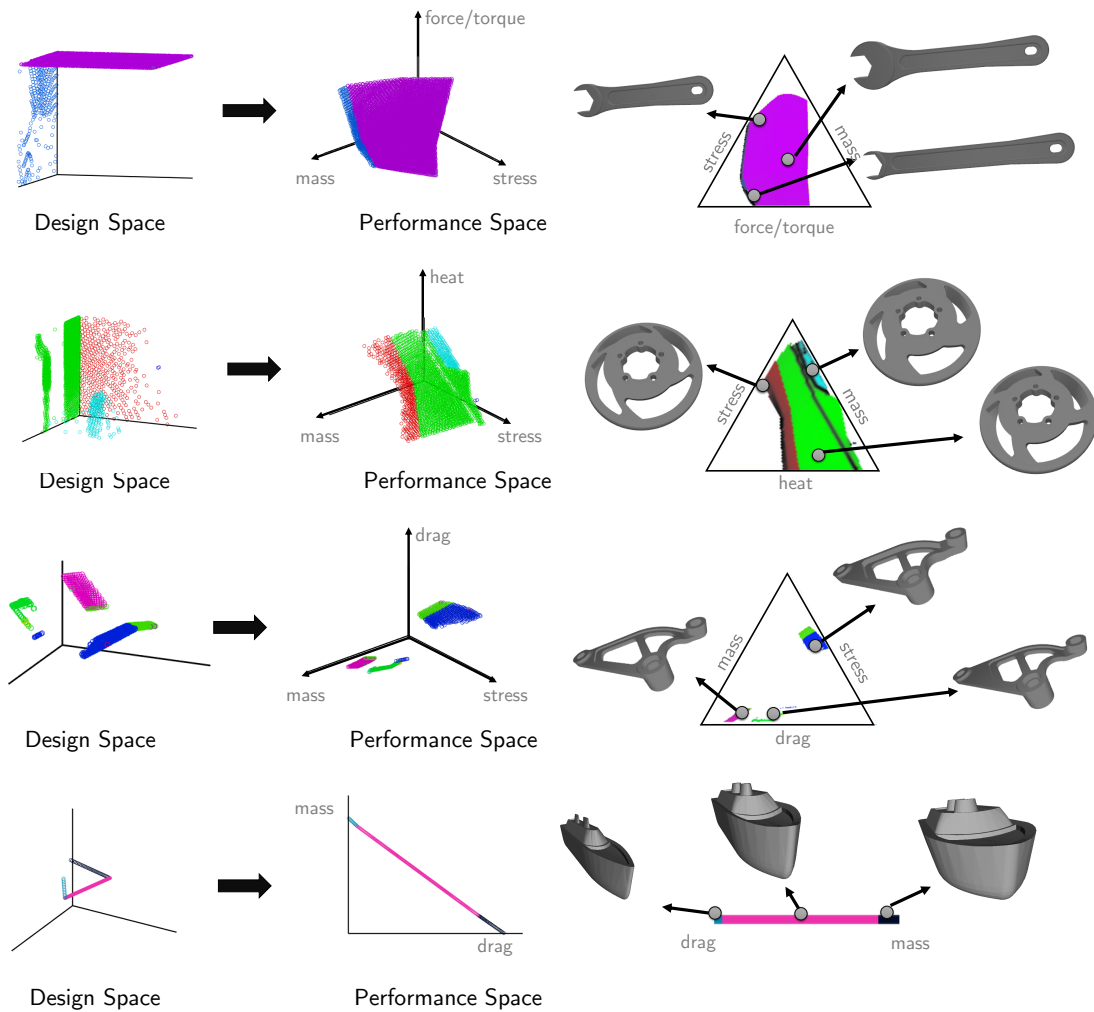 force/torque
mass
stress
stress
mass
force/torque
Design Space
Performance Space
heat
mass
stress
stress
mass
heat
Design Space
Performance Space
drag
mass
stress
mass
stress
drag
Design Space
Performance Space
mass
drag
drag
mass
Design Space
Performance Space